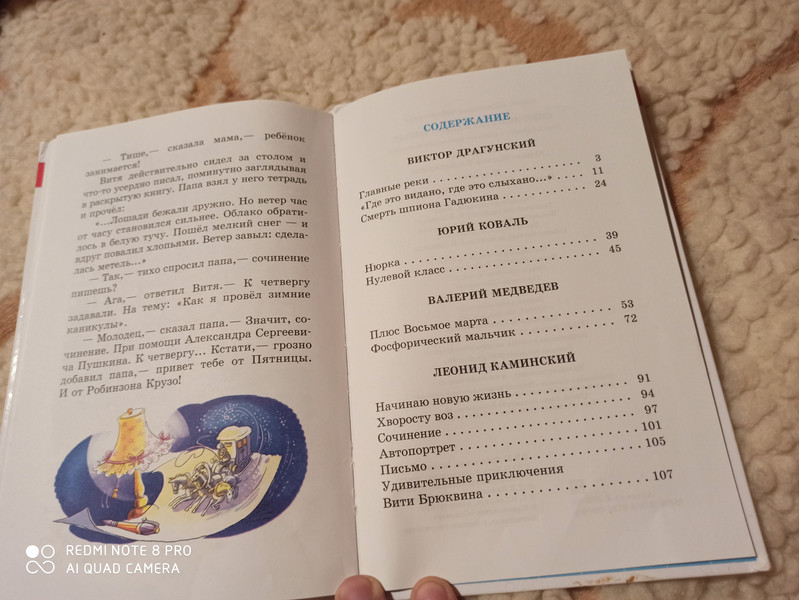 — Тише,— сказала мама,— ребёнок
занимается!
Витя действительно сидел за столом и
что-то усердно писал, поминутно заглядывая
в раскрытую книгу. Папа взял у него тетрадь
и прочёл:
«...Лошади бежали дружно. Но ветер час
от часу становился сильнее. Облако обрати-
лось в белую тучу. Пошёл мелкий снег — и
вдруг повалил хлопьями. Ветер завыл: сдела-
лась метель...»
— Так,— тихо спросил папа,— сочинение
пишешь?
— Ага,— ответил Витя.— К четвергу
задавали. На тему: «Как я провёл зимние
каникулы».
— Молодец,— сказал папа.— Значит, со-
чинение. При помощи Александра Сергееви-
ча Пушкина. К четвергу... Кстати,— грозно
добавил папа,— привет тебе от Пятницы.
И от Робинзона Крузо!
СОДЕРЖАНИЕ
ВИКТОР ДРАГУНСКИЙ
Главные реки . . . . . . . . . . . . . . . . . . . . 3
«Где это видано, где это слыхано...» . . . . . 11
Смерть шпиона Гадюкина . . . . . . . . . . . . 24
ЮРИЙ КОВАЛЬ
Нюрка . . . . . . . . . . . . . . . . . . . . . . . . 39
Нулевой класс . . . . . . . . . . . . . . . . . . . 45
ВАЛЕРИЙ МЕДВЕДЕВ
Плюс Восьмое марта . . . . . . . . . . . . . . . 53
Фосфорический мальчик . . . . . . . . . . . . . 72
ЛЕОНИД КАМИНСКИЙ
Начинаю новую жизнь . . . . . . . . . . . . . . 91
Хворосту воз . . . . . . . . . . . . . . . . . . . . 94
Сочинение . . . . . . . . . . . . . . . . . . . . . 97
Автопортрет . . . . . . . . . . . . . . . . . . . . 101
Письмо . . . . . . . . . . . . . . . . . . . . . . . 105
Удивительные приключения
Вити Брюквина . . . . . . . . . . . . . . . . . . 107
REDMI NOTE 8 PRO
AI QUAD CAMERA